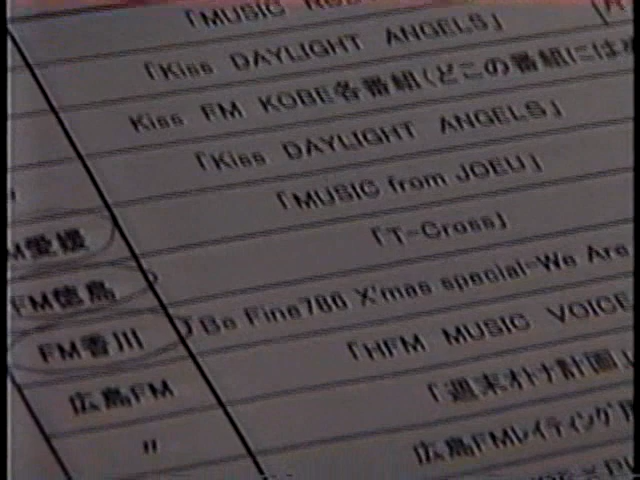 「MUSIC
「Kiss DAYLIGHT ANGELS」
Kiss FM KOBE各番組(どこの番組には
「Kiss DAYLIGHT ANGELS」
「MUSIC from JOEU」
M愛媛 「T-Cross」
FM徳島 Be Fine786 X'mas special-We Are
FM香川 「HFM MUSIC VOICE
広島FM 「週末オトナ計画」
〃 広島FMレイティング